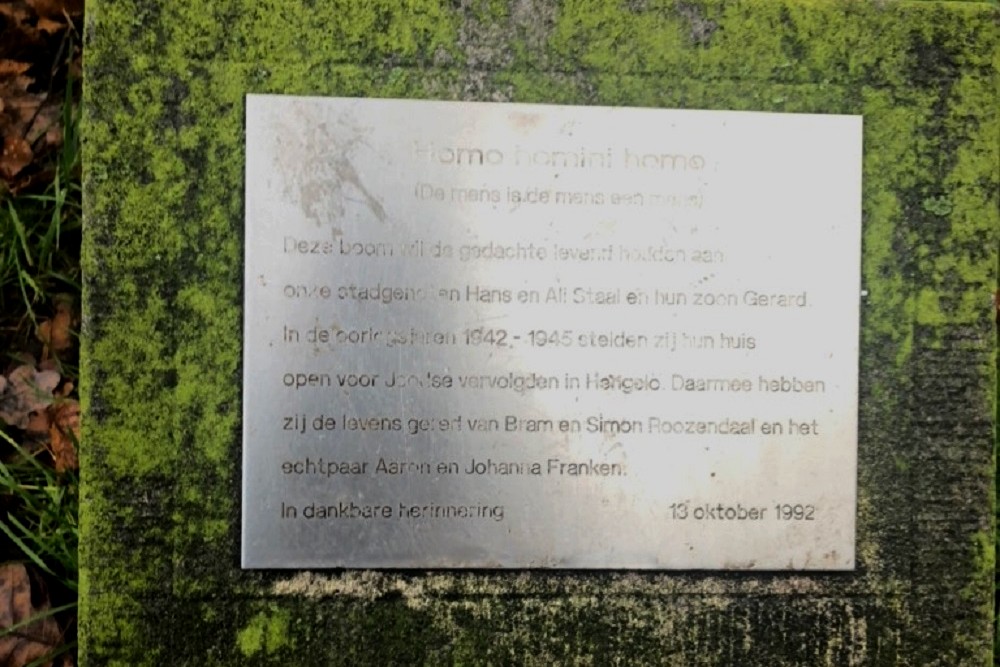 Homo homini homo
(De mens is de mens een mens)
Deze boom wil de gedachte levend houden aan
onze stadgenoten Hans en Ali Staal en hun zoon Gerard.
In de oorlogsjaren 1942 - 1945 stelden zij hun huis
open voor Joodse vervolgden in Hengelo. Daarmee hebben
zij de levens gered van Bram en Simon Roozendaal en het
echtpaar Aaron en Johanna Franken.
In dankbare herinnering 13 oktober 1992